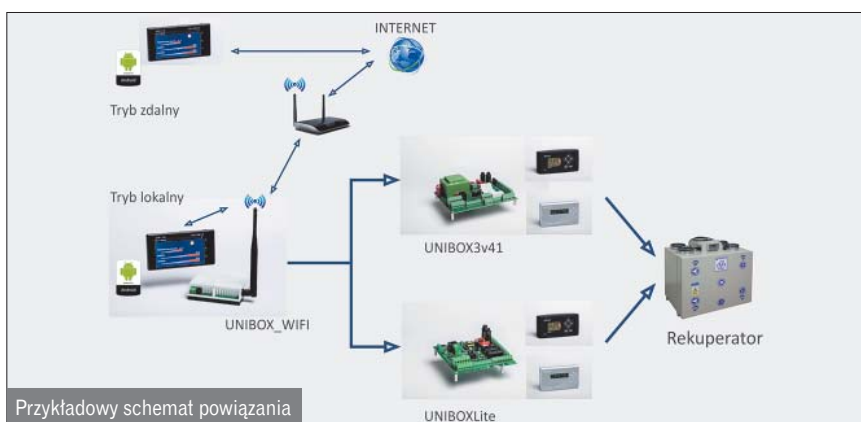 INTERNET
Tryb zdalny
Tryb lokalny
UNIBOX_WIFI
UNIBOX3v41
UNIBOXLite
Rekuperator
Przykładowy schemat powiązania